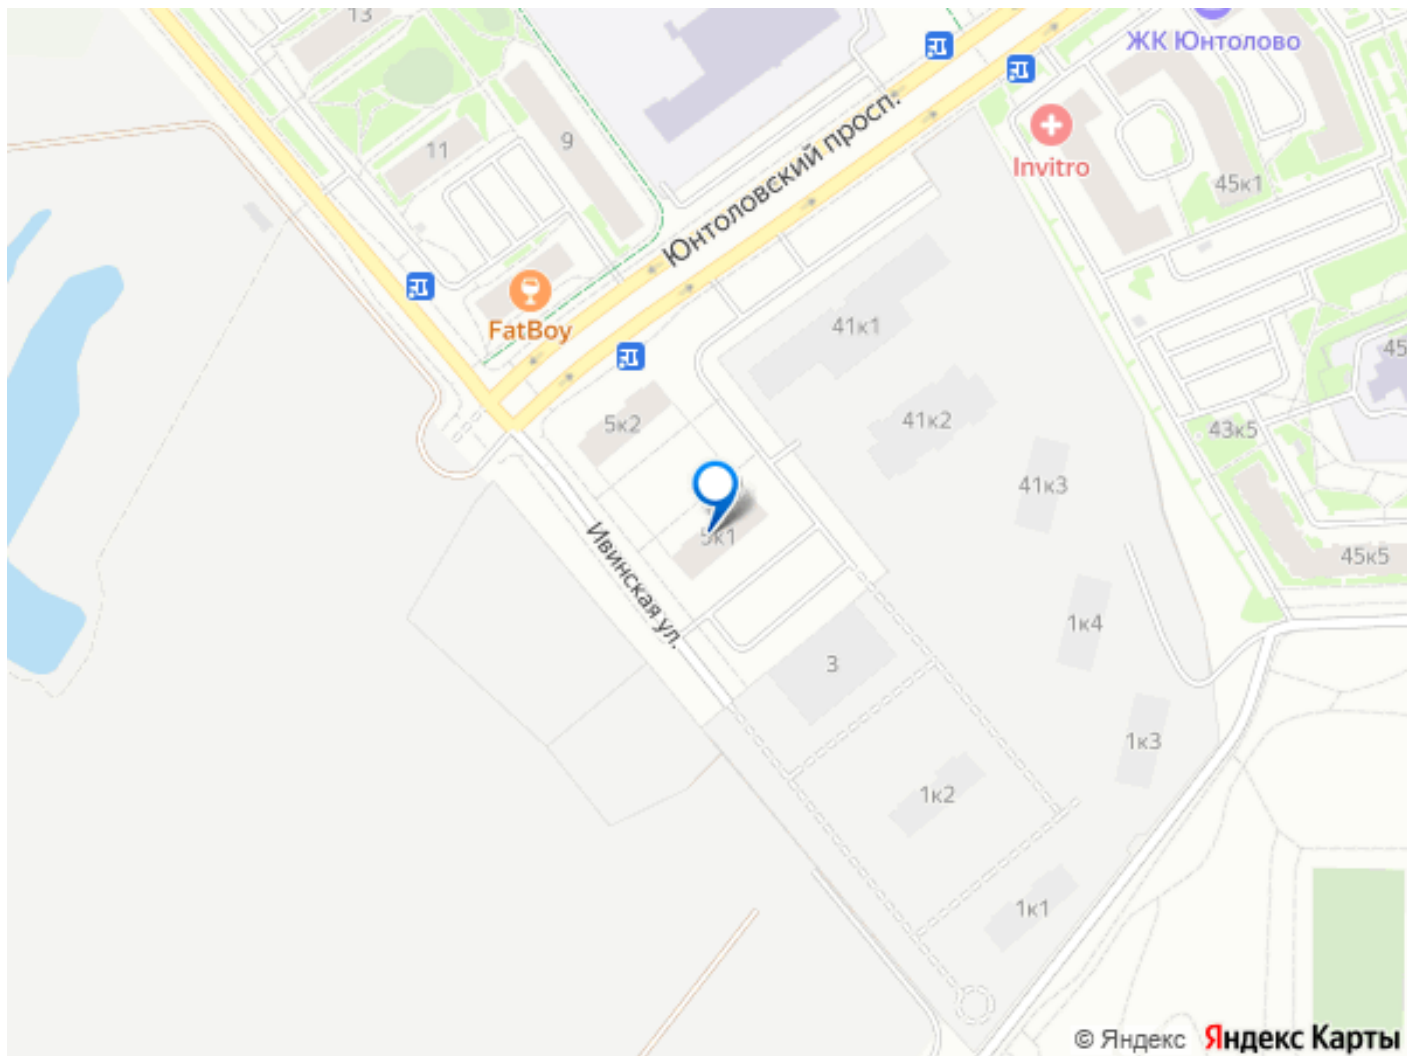 13
ЖК Юнтолово
11
9
Юнтоловский просп.
Invitro
45к1
FatBoy
41к1
45
5к2
41к2
43к5
41к3
5к1
45к5
Ивинская ул.
1к4
3
1к3
1к2
1к1
© Яндекс Яндекс Карты